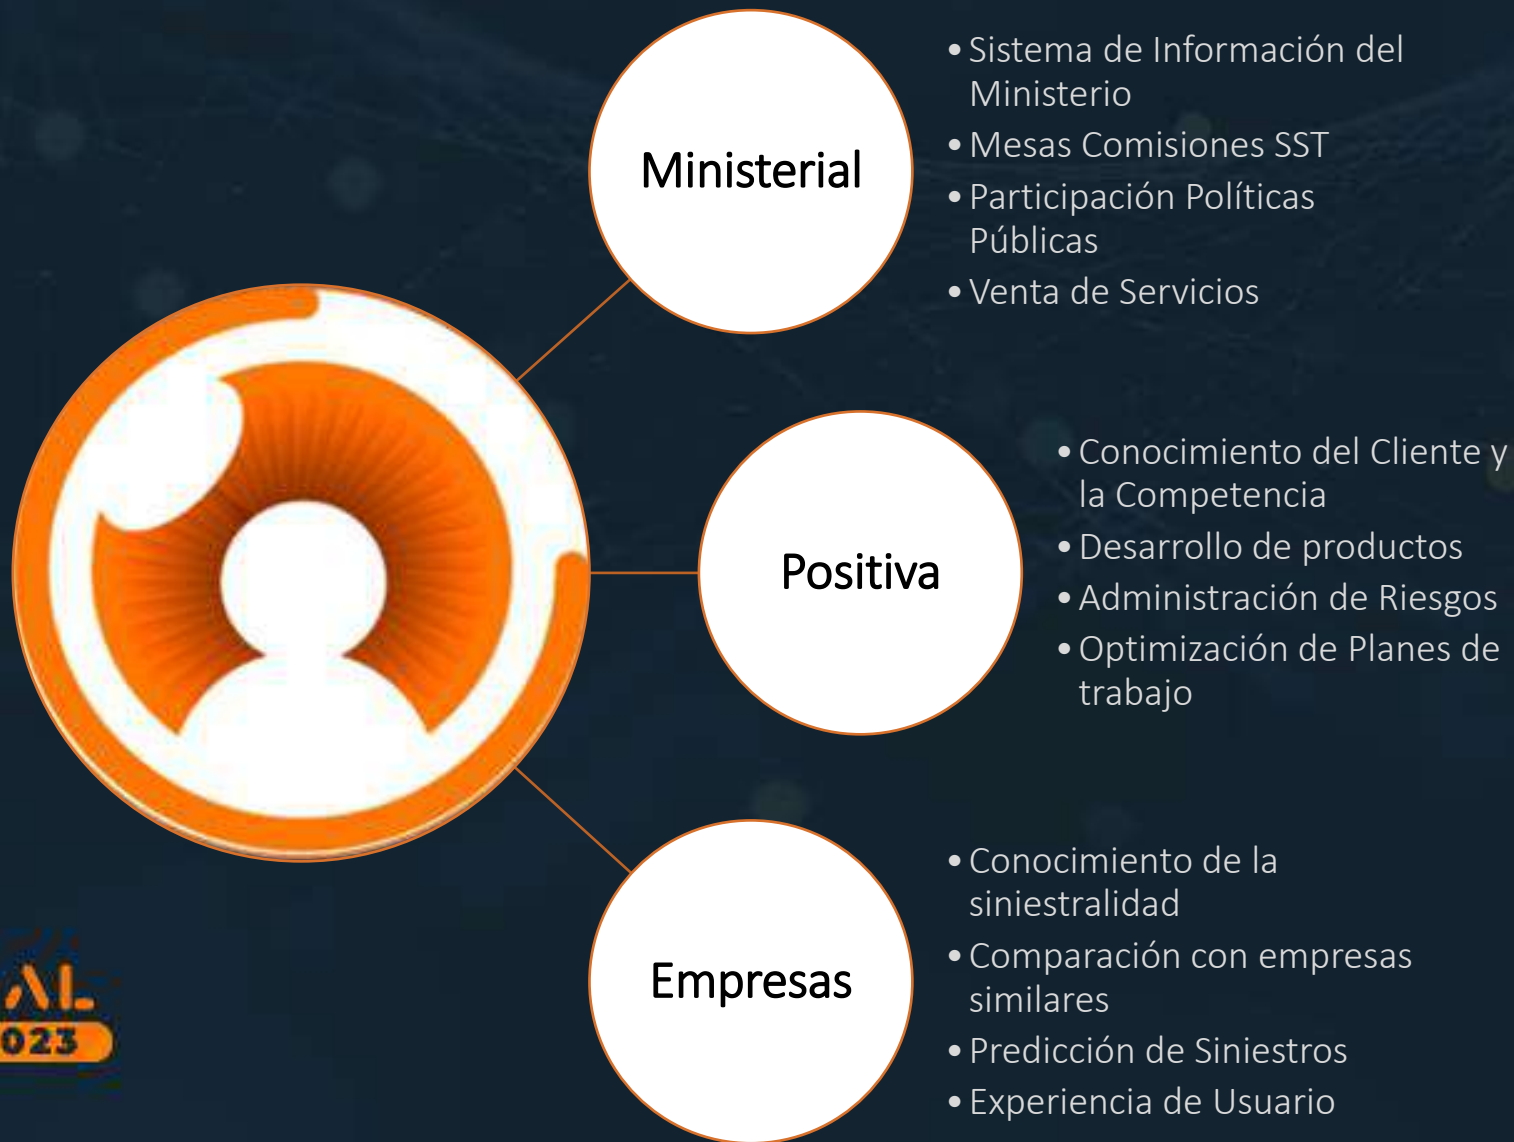 Ministerial
• Sistema de Información del
Ministerio
• Mesas Comisiones SST
• Participación Políticas
Públicas
• Venta de Servicios
Positiva
• Conocimiento del Cliente y
la Competencia
• Desarrollo de productos
• Administración de Riesgos
• Optimización de Planes de
trabajo
Empresas
• Conocimiento de la
siniestralidad
• Comparación con empresas
similares
• Predicción de Siniestros
• Experiencia de Usuario
AL
023